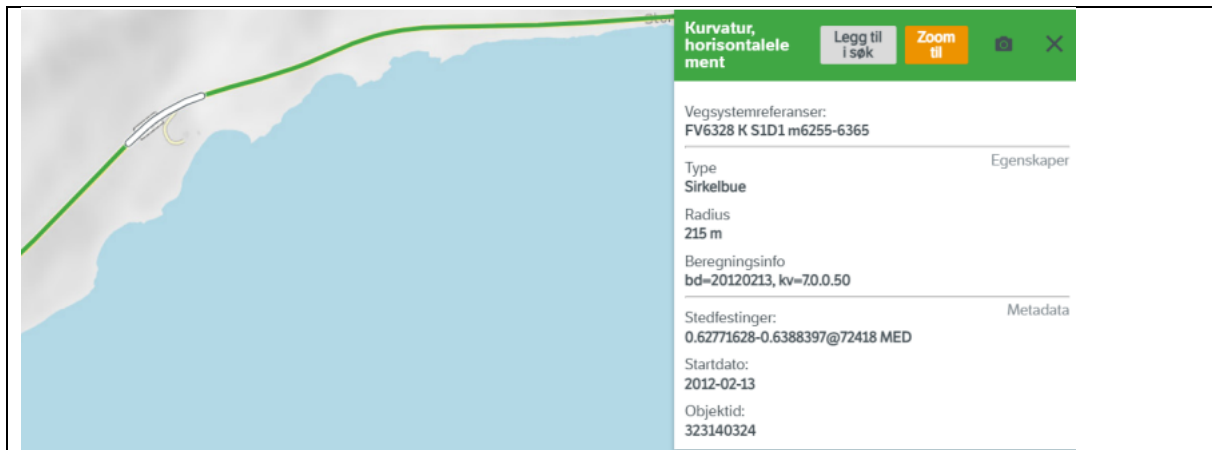 Stor
Kurvatur,
horisontalele
ment
Legg til
i søk
Zoom
til
Vegsystemreferanser:
FV6328 K S1D1 m6255-6365
Egenskaper
Type
Sirkelbue
Radius
215 m
Beregningsinfo
bd=20120213, kv=7.0.0.50
Metadata
Stedfestinger:
0.62771628-0.6388397@72418 MED
Startdato:
2012-02-13
Objektid:
323140324